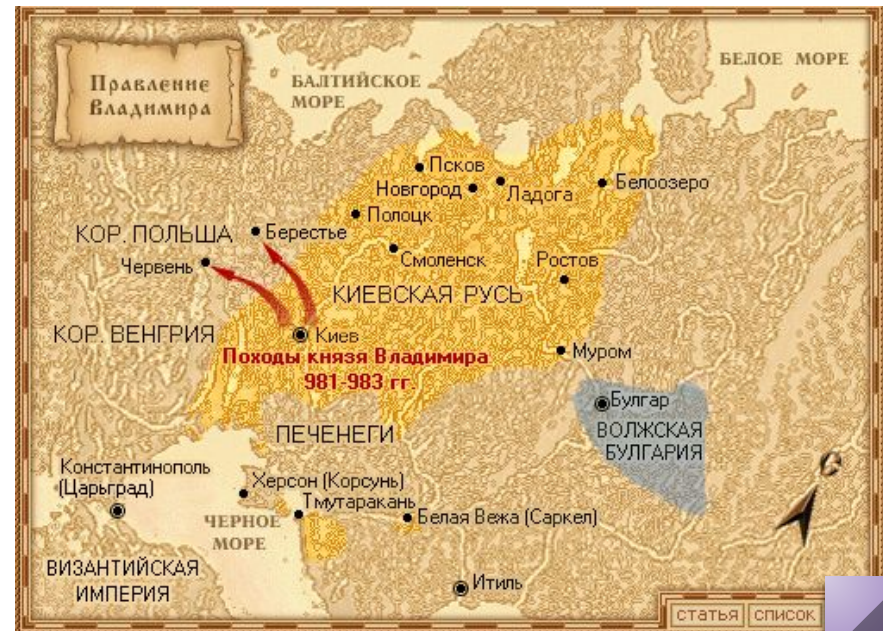 Правление
Владимира
БАЛТИЙСКОЕ
МОРЕ
БЕЛОЕ МОРЕ
Псков
Новгород
Ладога
Белоозеро
Полоцк
КОР. ПОЛЬША
Берестье
Червень
Смоленск
Ростов
КИЕВСКАЯ РУСЬ
КОР. ВЕНГРИЯ
Киев
Муром
Походы князя Владимира
981-983 гг.
Булгар
ВОЛЖСКАЯ
БУЛГАРИЯ
ПЕЧЕНЕГИ
Константинополь
(Царьград)
Херсон (Корсунь)
Тмутаракань
Белая Вежа (Саркел)
ЧЕРНОЕ
МОРЕ
ВИЗАНТИЙСКАЯ
ИМПЕРИЯ
Итиль
С
статья список